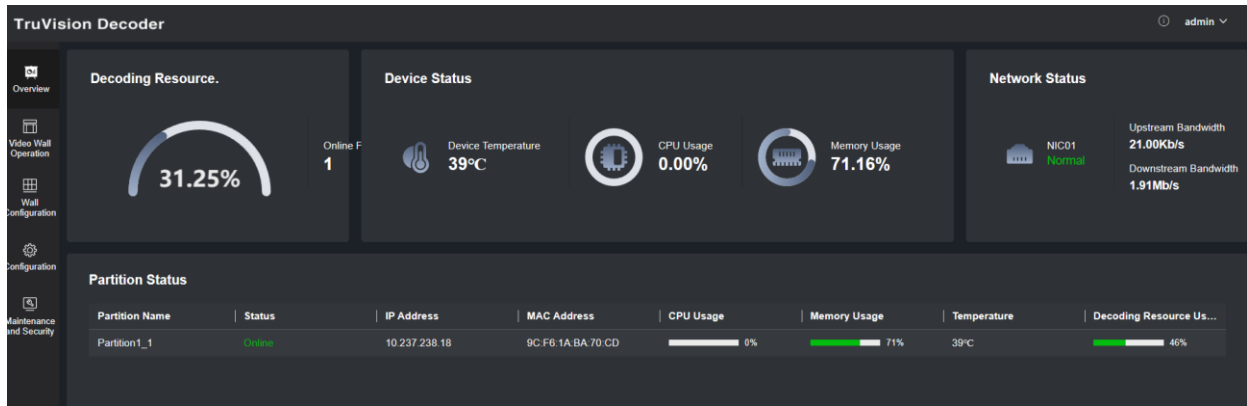 TruVision Decoder
admin
Overview
Video Wall
Operation
Wall
Configuration
Configuration
Maintenance
and Security
Decoding Resource.
31.25%
Online F
1
Device Status
Device Temperature
39℃
CPU Usage
0.00%
Memory Usage
71.16%
Network Status
NIC01
Normal
Upstream Bandwidth
21.00Kb/s
Downstream Bandwidth
1.91Mb/s
Partition Status
Partition Name Status IP Address MAC Address CPU Usage Memory Usage Temperature Decoding Resource Us...
Partition1_1 Online 10.237.238.18 9C:F6:1A:BA:70:CD 0% 71% 39℃ 46%